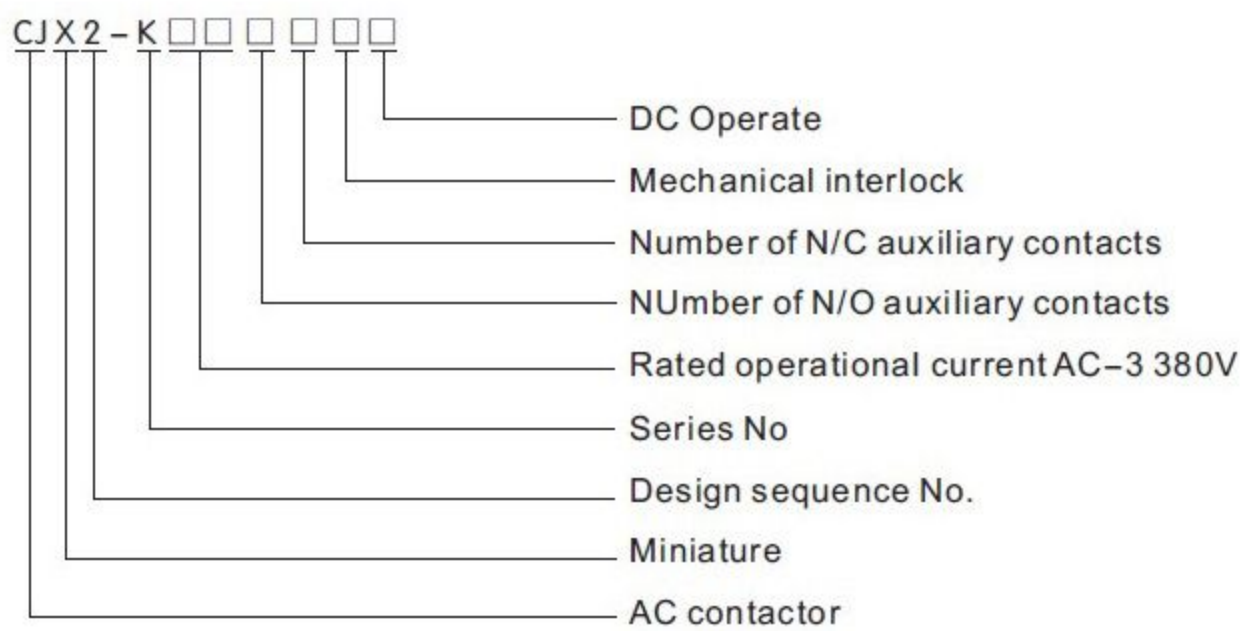 CJX2-K□□ □ □ □□
DC Operate
Mechanical interlock
Number of N/C auxiliary contacts
NUmber of N/O auxiliary contacts
Rated operational current AC-3 380V
Series No
Design sequence No.
Miniature
AC contactor